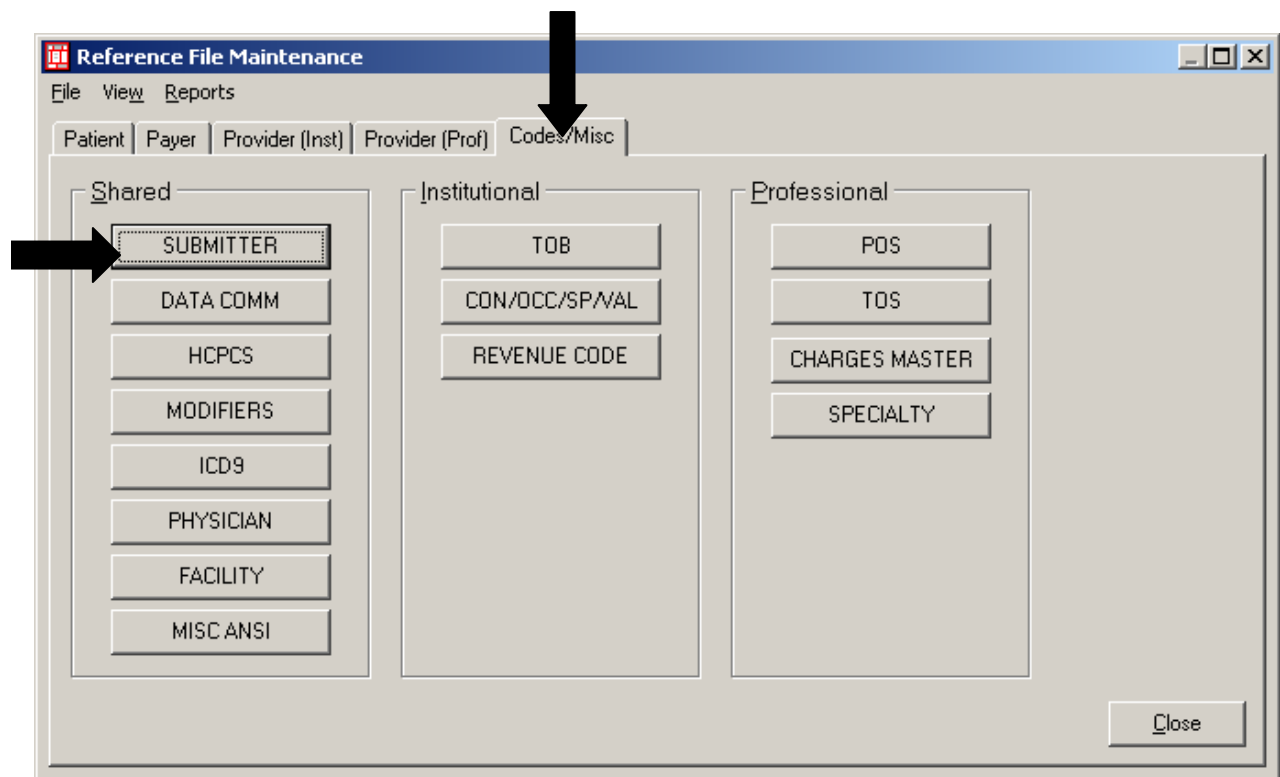 Reference File Maintenance
File View Reports
Patient Payer Provider (Inst) Provider (Prof) Codes/Misc
Shared
SUBMITTER
DATA COMM
HCPCS
MODIFIERS
ICD9
PHYSICIAN
FACILITY
MISC ANSI
Institutional
TOB
CON/OCC/SP/VAL
REVENUE CODE
Professional
POS
TOS
CHARGES MASTER
SPECIALTY
Close